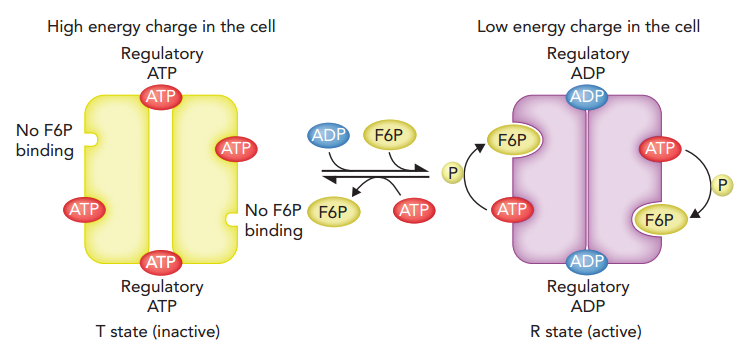 High energy charge in the cell
Regulatory
ATP
ATP
No F6P
binding
ATP
ATP
No F6P
binding
ATP
Regulatory
ATP
T state (inactive)
ADP
F6P
F6P
ATP
Low energy charge in the cell
Regulatory
ADP
ADP
F6P
ATP
P
P
ATP
F6P
ADP
Regulatory
ADP
R state (active)